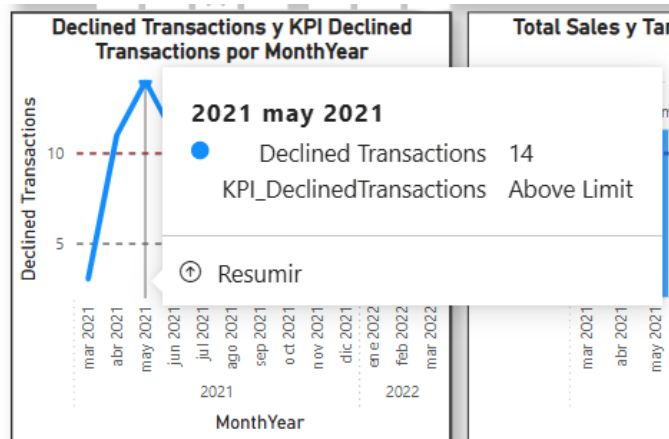 Declined Transactions y KPI Declined
Transactions por MonthYear
Total Sales y Tar
Declined Transactions
10
5
2021 may 2021
Declined Transactions 14
KPI_DeclinedTransactions Above Limit
Resumir
mar 2021
abr 2021
may 2021
jun 2021
jul 2021
ago 2021
sep 2021
oct 2021
nov 2021
dic 2021
ene 2022
feb 2022
mar 2022
2021
2022
MonthYear
mar 2021
abr 2021
may 2021